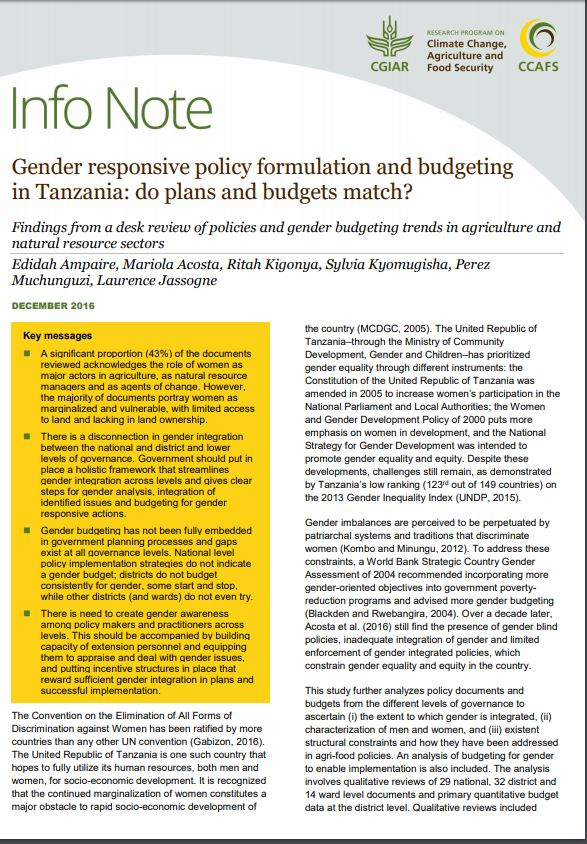 CGIAR
RESEARCH PROGRAM ON
Climate Change,
Agriculture and
Food Security
CCAFS
Info Note
Gender responsive policy formulation and budgeting
in Tanzania: do plans and budgets match?
Findings from a desk review of policies and gender budgeting trends in agriculture and
natural resource sectors
Edidah Ampaire, Mariola Acosta, Ritah Kigonya, Sylvia Kyomugisha, Perez
Muchunguzi, Laurence Jassogne
DECEMBER 2016
Key messages
■ A significant proportion (43%) of the documents
reviewed acknowledges the role of women as
major actors in agriculture, as natural resource
managers and as agents of change. However,
the majority of documents portray women as
marginalized and vulnerable, with limited access
to land and lacking in land ownership.
■ There is a disconnection in gender integration
between the national and district and lower
levels of governance. Government should put in
place a holistic framework that streamlines
gender integration across levels and gives clear
steps for gender analysis, integration of
identified issues and budgeting for gender
responsive actions.
■ Gender budgeting has not been fully embedded
in government planning processes and gaps
exist at all governance levels. National level
policy implementation strategies do not indicate
a gender budget; districts do not budget
consistently for gender, some start and stop,
while other districts (and wards) do not even try.
■ There is need to create gender awareness
among policy makers and practitioners across
levels. This should be accompanied by building
capacity of extension personnel and equipping
them to appraise and deal with gender issues,
and putting incentive structures in place that
reward sufficient gender integration in plans and
successful implementation.
The Convention on the Elimination of All Forms of
Discrimination against Women has been ratified by more
countries than any other UN convention (Gabizon, 2016).
The United Republic of Tanzania is one such country that
hopes to fully utilize its human resources, both men and
women, for socio-economic development. It is recognized
that the continued marginalization of women constitutes a
major obstacle to rapid socio-economic development of
the country (MCDGC, 2005). The United Republic of
Tanzania–through the Ministry of Community
Development, Gender and Children–has prioritized
gender equality through different instruments: the
Constitution of the United Republic of Tanzania was
amended in 2005 to increase women's participation in the
National Parliament and Local Authorities; the Women
and Gender Development Policy of 2000 puts more
emphasis on women in development, and the National
Strategy for Gender Development was intended to
promote gender equality and equity. Despite these
developments, challenges still remain, as demonstrated
by Tanzania's low ranking (123rd out of 149 countries) on
the 2013 Gender Inequality Index (UNDP, 2015).
Gender imbalances are perceived to be perpetuated by
patriarchal systems and traditions that discriminate
women (Kombo and Minungu, 2012). To address these
constraints, a World Bank Strategic Country Gender
Assessment of 2004 recommended incorporating more
gender-oriented objectives into government poverty-
reduction programs and advised more gender budgeting
(Blackden and Rwebangira, 2004). Over a decade later,
Acosta et al. (2016) still find the presence of gender blind
policies, inadequate integration of gender and limited
enforcement of gender integrated policies, which
constrain gender equality and equity in the country.
This study further analyzes policy documents and
budgets from the different levels of governance to
ascertain (i) the extent to which gender is integrated, (ii)
characterization of men and women, and (iii) existent
structural constraints and how they have been addressed
in agri-food policies. An analysis of budgeting for gender
to enable implementation is also included. The analysis
involves qualitative reviews of 29 national, 32 district and
14 ward level documents and primary quantitative budget
data at the district level. Qualitative reviews included